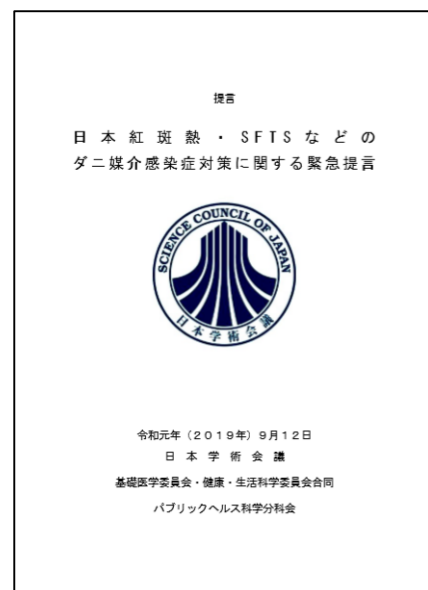 提言
日本紅斑熱・SFTSなどの
ダニ媒介感染症対策に関する緊急提言
SCIENCE COUNCIL OF JAPAN
日本学術会議
令和元年（２０１９年）９月１２日
日本学術会議
基礎医学委員会・健康・生活科学委員会合同
パブリックヘルス科学分科会